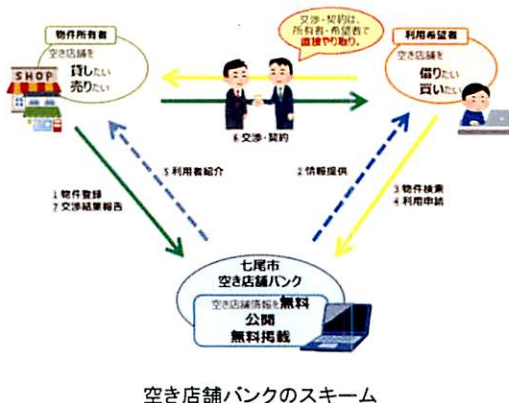 物件所有者
空き店舗を
貸したい
売りたい
SHOP
交渉・契約は、
所有者・希望者で
直接やり取り。
利用希望者
空き店舗を
借りたい
買いたい
6 交渉・契約
5 利用者紹介
2 情報提供
1 物件登録
7 交渉結果報告
3 物件検索
4 利用申請
七尾市
空き店舗バンク
空き店舗情報を無料
公開
無料掲載
空き店舗バンクのスキーム